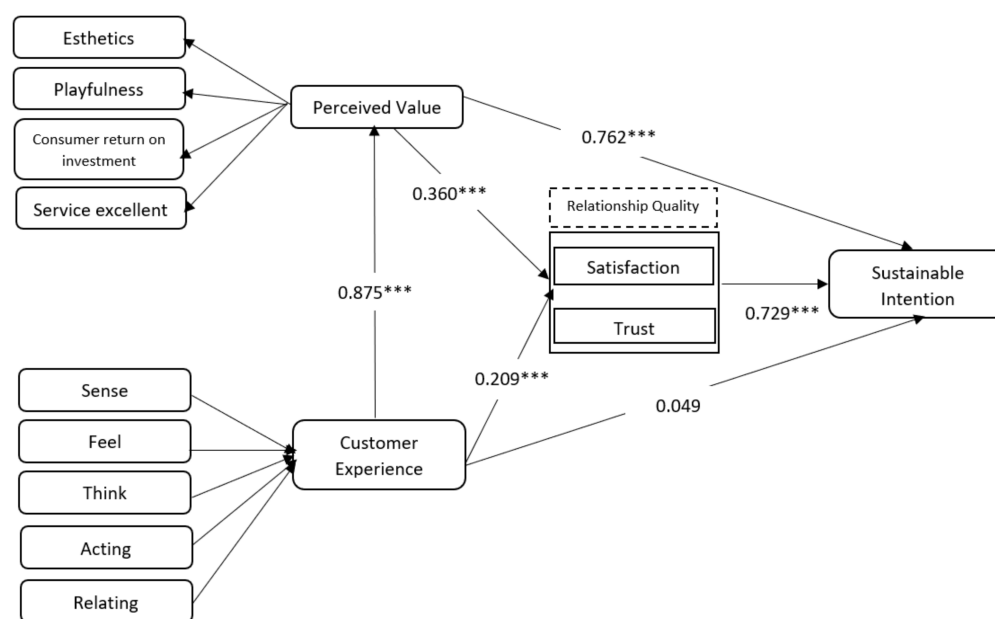 Esthetics
Playfulness
Consumer return on
investment
Service excellent
Perceived Value
0.762***
0.360***
Relationship Quality
Satisfaction
Trust
Sustainable
Intention
0.875***
0.729***
0.209***
0.049
Sense
Feel
Think
Acting
Relating
Customer
Experience